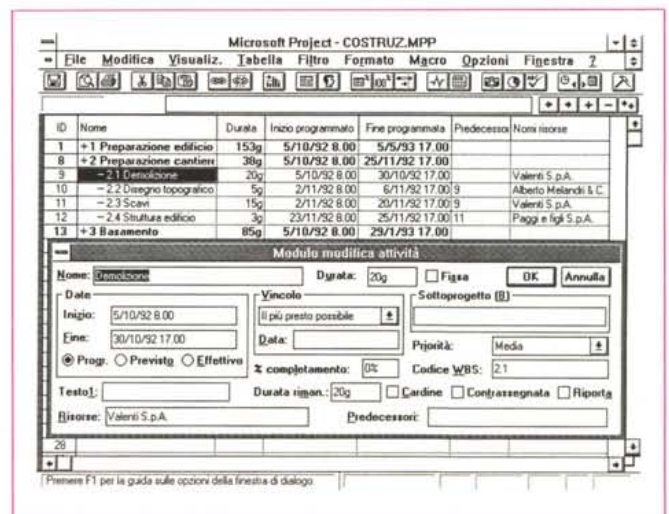 Microsoft Project - COSTRUZ.MPP
File Modifica Visualiz. Tabella Filtro Formato Macro Opzioni Finestra ?
ID Nome Durata Inizio programmato Fine programmata Predecessor Nomi risorse
1 +1 Preparazione edificio 153g 5/10/92 8.00 5/5/93 17.00
8 +2 Preparazione cantiere 38g 5/10/92 8.00 25/11/92 17.00
9 -2.1 Demolizione 20g 5/10/92 8.00 30/10/92 17.00 Valenti S.p.A.
10 -2.2 Disegno topografico 5g 2/11/92 8.00 6/11/92 17.00 9 Alberto Melandri & C.
11 -2.3 Scavi 15g 2/11/92 8.00 20/11/92 17.00 9 Valenti S.p.A.
12 -2.4 Struttura edificio 3g 23/11/92 8.00 25/11/92 17.00 11 Paggi e figli S.p.A.
13 +3 Basamento 85g 5/10/92 8.00 29/1/93 17.00
Modulo modifica attività
Nome: Demolizione Durata: 20g Fissa OK Annulla
Date Vincolo Sottoprogetto (B)
Inizio: 5/10/92 8.00 Il più presto possibile
Fine: 30/10/92 17.00 Data: Priorità: Media
Progr. Previsto Effettivo % completamento: 0% Codice WBS: 2.1
Testo1: Durata riman.: 20g Cardine Contrassegnata Riporta
Risorse: Valenti S.p.A. Predecessori:
28
Premere F1 per la guida sulle opzioni della finestra di dialogo.